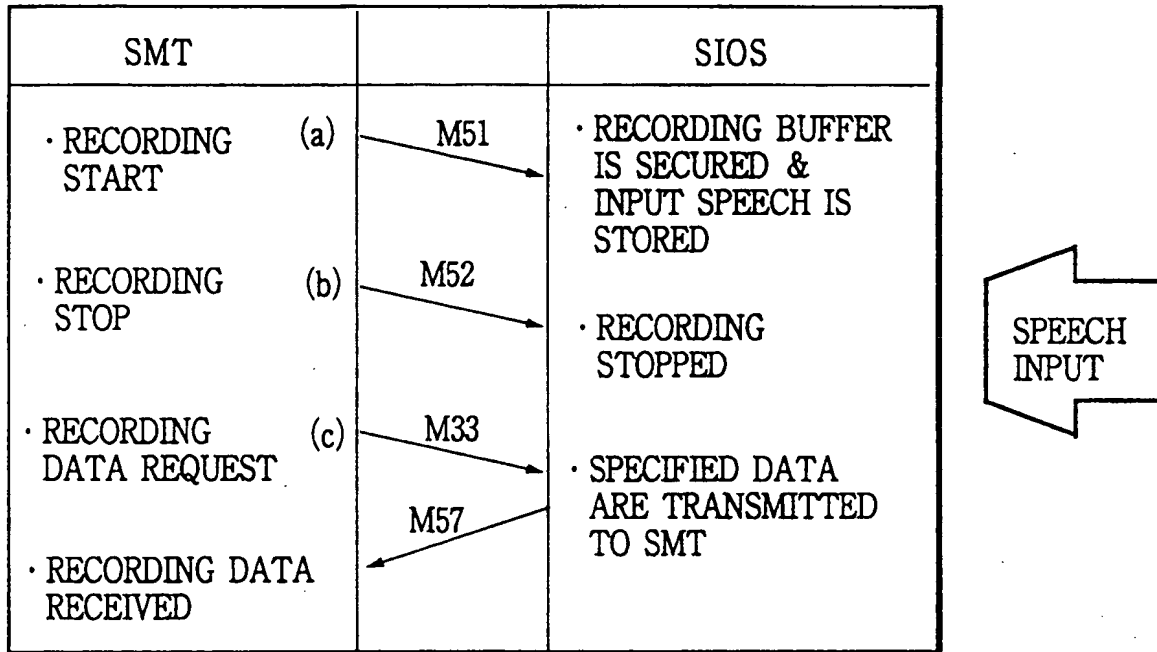 SMT
SIOS
· RECORDING
START
(a)
M51
· RECORDING BUFFER
IS SECURED &
INPUT SPEECH IS
STORED
· RECORDING
STOP
(b)
M52
· RECORDING
STOPPED
SPEECH
INPUT
· RECORDING
DATA REQUEST
(c)
M33
· SPECIFIED DATA
ARE TRANSMITTED
TO SMT
M57
· RECORDING DATA
RECEIVED